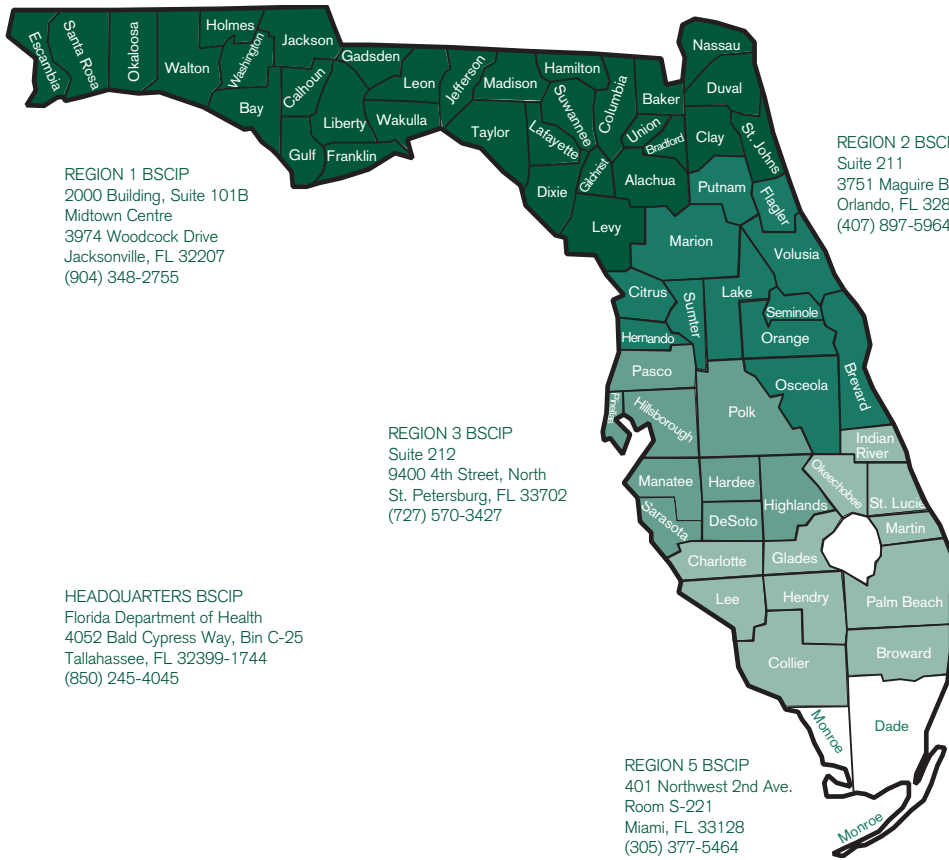 Escambia
Santa Rosa
Okaloosa
Walton
Holmes
Washington
Jackson
Bay
Calhoun
Gulf
Liberty
Franklin
Gadsden
Leon
Wakulla
Jefferson
Madison
Taylor
Hamilton
Suwannee
Lafayette
Dixie
Columbia
Gilchrist
Baker
Union
Bradford
Alachua
Levy
Nassau
Duval
Clay
St. Johns
Putnam
Flagler
Marion
Volusia
Citrus
Sumter
Lake
Seminole
Orange
Hernando
Osceola
Brevard
Pasco
Pinellas
Hillsborough
Polk
Indian
River
Manatee
Hardee
Highlands
Okeechobee
St. Lucie
Sarasota
DeSoto
Martin
Charlotte
Glades
Lee
Hendry
Palm Beach
Collier
Broward
Monroe
Dade
Monroe
REGION 1 BSCIP
2000 Building, Suite 101B
Midtown Centre
3974 Woodcock Drive
Jacksonville, FL 32207
(904) 348-2755
REGION 2 BSCI
Suite 211
3751 Maguire B
Orlando, FL 328
(407) 897-5964
REGION 3 BSCIP
Suite 212
9400 4th Street, North
St. Petersburg, FL 33702
(727) 570-3427
HEADQUARTERS BSCIP
Florida Department of Health
4052 Bald Cypress Way, Bin C-25
Tallahassee, FL 32399-1744
(850) 245-4045
REGION 5 BSCIP
401 Northwest 2nd Ave.
Room S-221
Miami, FL 33128
(305) 377-5464